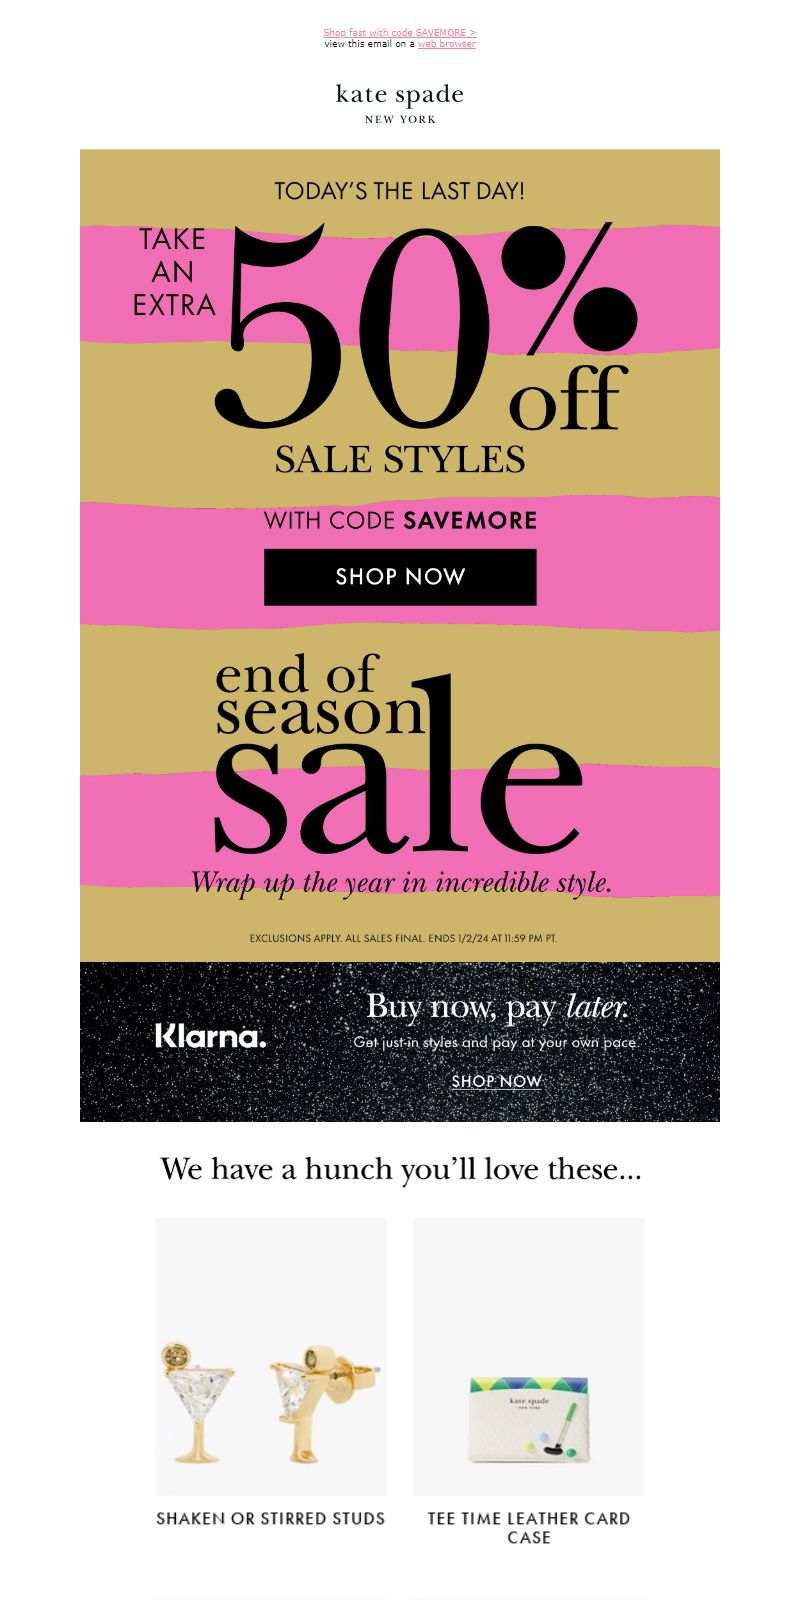 Shop fast with code SAVEMORE >
view this email on a web browser
kate spade
NEW YORK
TODAY'S THE LAST DAY!
TAKE
AN
EXTRA
50%
off
SALE STYLES
WITH CODE SAVEMORE
SHOP NOW
end of
season
sale
Wrap up the year in incredible style.
EXCLUSIONS APPLY. ALL SALES FINAL. ENDS 1/2/24 AT 11:59 PM PT.
Klarna.
Buy now, pay later.
Get just-in styles and pay at your own pace.
SHOP NOW
We have a hunch you'll love these...
kate spade
NEW YORK
SHAKEN OR STIRRED STUDS
TEE TIME LEATHER CARD
CASE